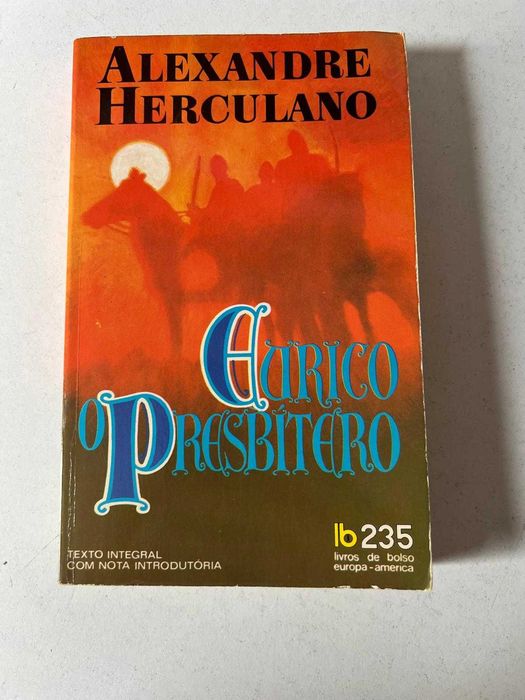 ALEXANDRE
HERCULANO
EURICO
O PRESBÍTERO
TEXTO INTEGRAL
COM NOTA INTRODUTÓRIA
lb 235
livros de bolso
europa-america